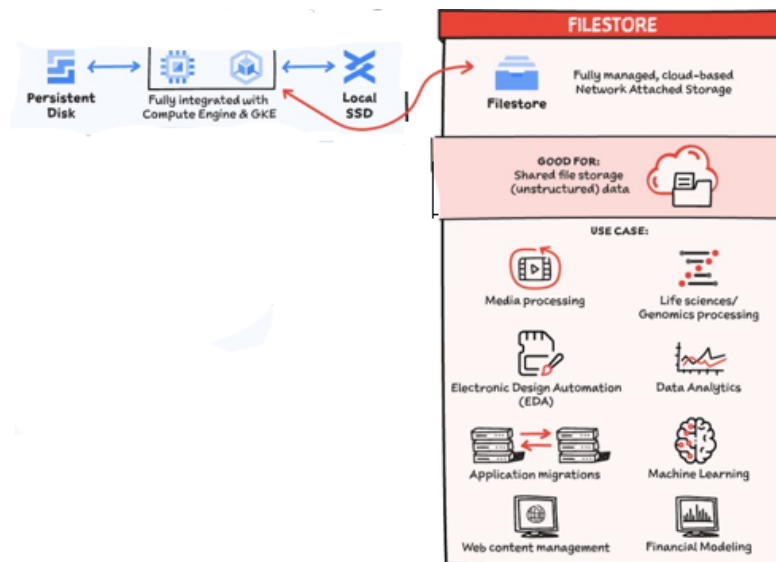 FILESTORE
Persistent
Disk
Fully integrated with
Compute Engine & GKE
Local
SSD
Filestore
Fully managed, cloud-based
Network Attached Storage
GOOD FOR:
Shared file storage
(unstructured) data
USE CASE:
Media processing
Life sciences/
Genomics processing
Electronic Design Automation
(EDA)
Data Analytics
Application migrations
Machine Learning
Web content management
Financial Modeling